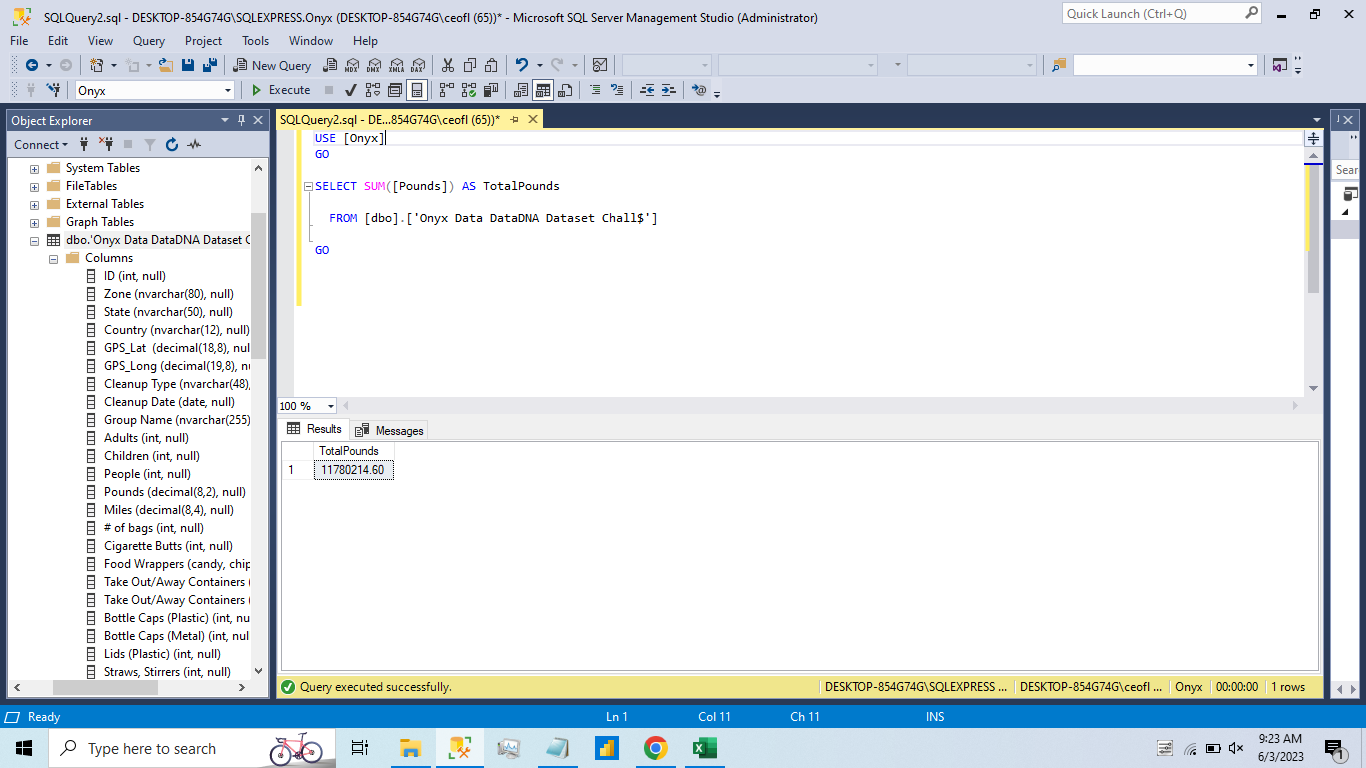 SQLQuery2.sql - DESKTOP-854G74G\SQLEXPRESS.Onyx (DESKTOP-854G74G\ceofl (65))* - Microsoft SQL Server Management Studio (Administrator)
Quick Launch (Ctrl+Q)
File Edit View Query Project Tools Window Help
New Query MDX DMX XMLA DAX
Onyx Execute
Object Explorer
SQLQuery2.sql - DE...854G74G\ceofl (65))*
Connect
System Tables
FileTables
External Tables
Graph Tables
dbo.'Onyx Data DataDNA Dataset C
Columns
ID (int, null)
Zone (nvarchar(80), null)
State (nvarchar(50), null)
Country (nvarchar(12), null)
GPS_Lat (decimal(18,8), nul
GPS_Long (decimal(19,8), nu
Cleanup Type (nvarchar(48),
Cleanup Date (date, null)
Group Name (nvarchar(255)
Adults (int, null)
Children (int, null)
People (int, null)
Pounds (decimal(8,2), null)
Miles (decimal(8,4), null)
# of bags (int, null)
Cigarette Butts (int, null)
Food Wrappers (candy, chip
Take Out/Away Containers (
Take Out/Away Containers (
Bottle Caps (Plastic) (int, nu
Bottle Caps (Metal) (int, nul
Lids (Plastic) (int, null)
Straws, Stirrers (int, null)
USE [Onyx]
GO
SELECT SUM([Pounds]) AS TotalPounds
FROM [dbo].['Onyx Data DataDNA Dataset Chall$']
GO
100 %
Results Messages
TotalPounds
1 11780214.60
Query executed successfully.
DESKTOP-854G74G\SQLEXPRESS ... DESKTOP-854G74G\ceofl ... Onyx 00:00:00 1 rows
Sear
Ready Ln 1 Col 11 Ch 11 INS
Type here to search
9:23 AM
6/3/2023
1